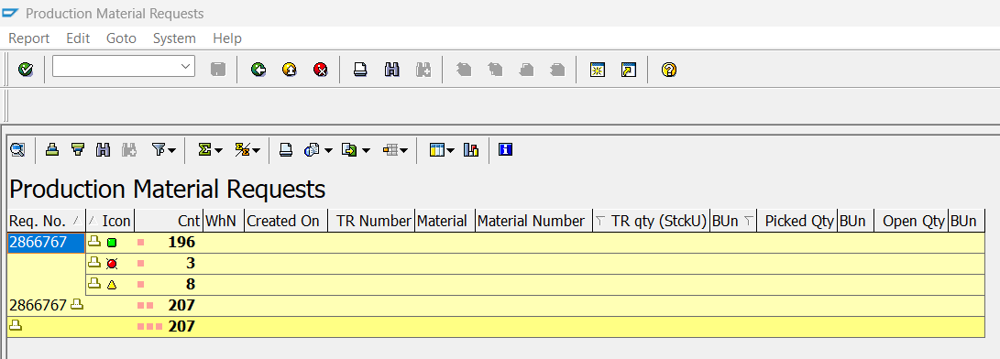 Production Material Requests
Report Edit Goto System Help
Production Material Requests
Req. No. Icon Cnt WhN Created On TR Number Material Material Number TR qty (StckU) BUn Picked Qty BUn Open Qty BUn
2866767 196
3
8
2866767 207
207